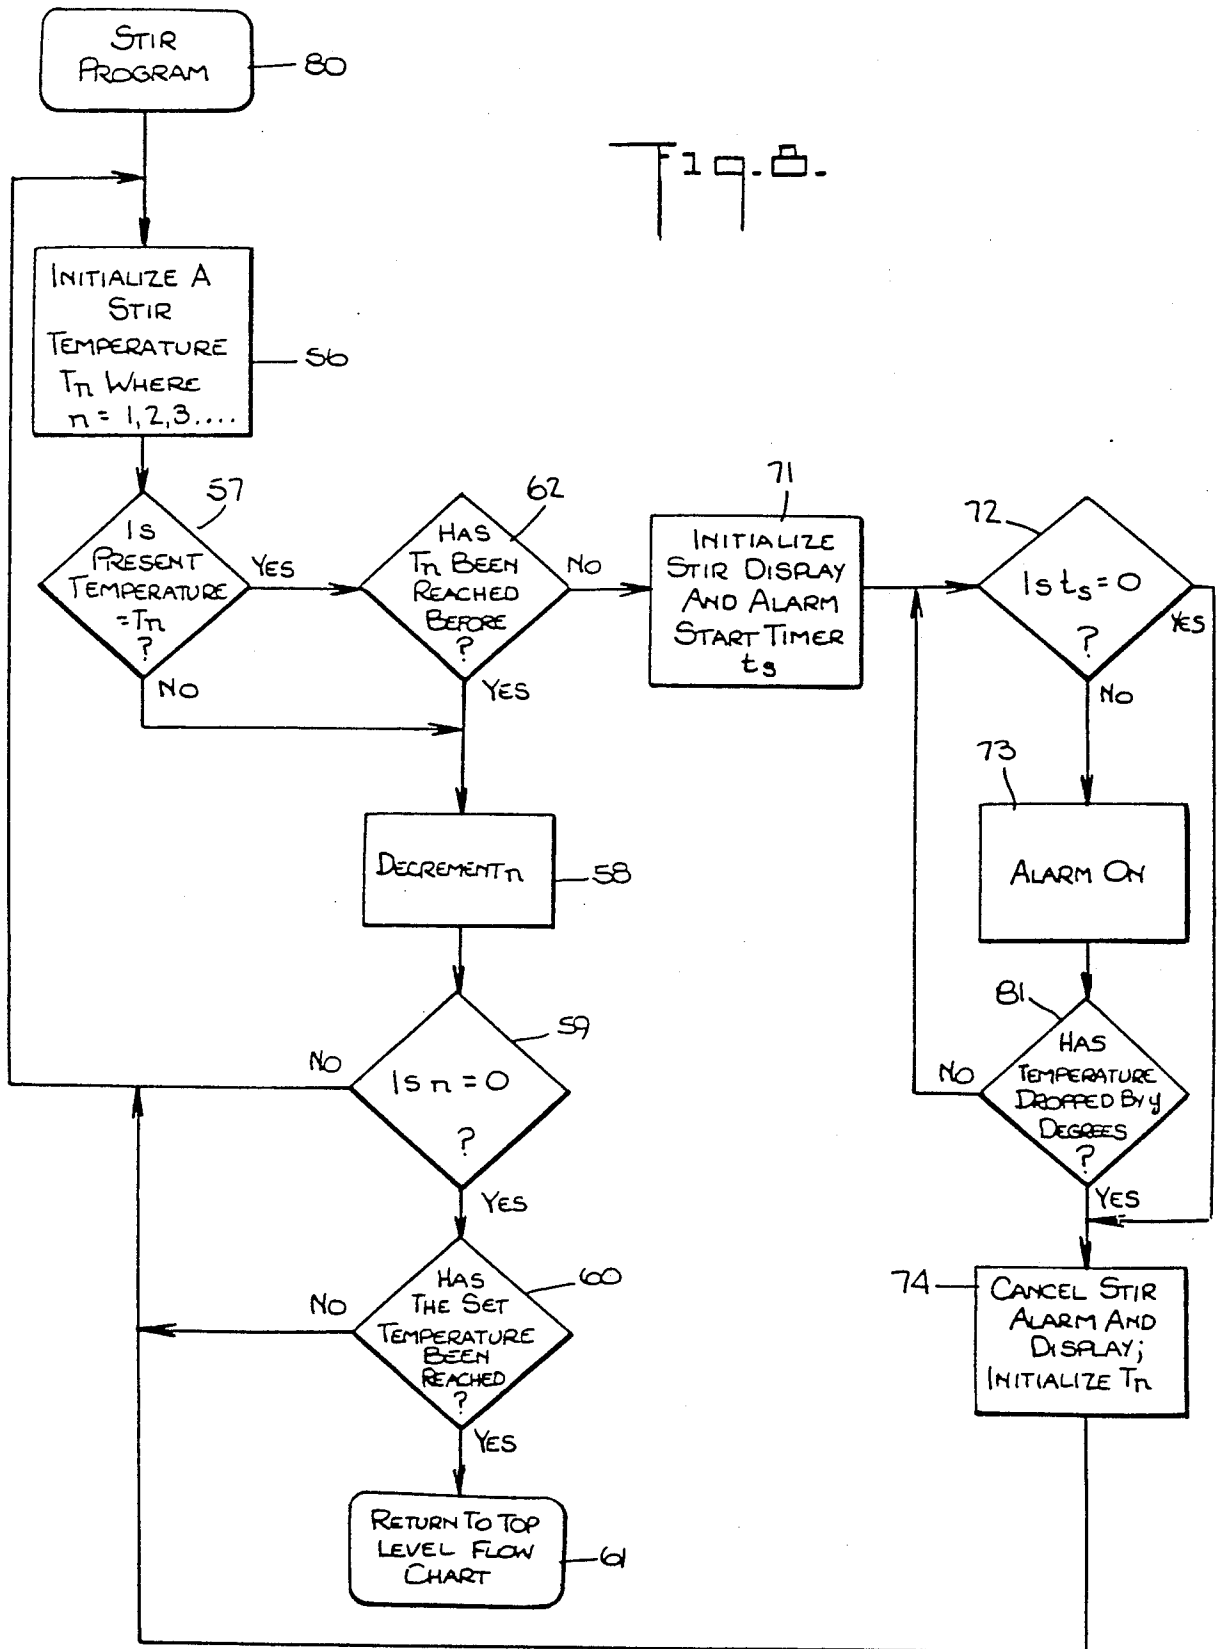 STIR
PROGRAM
80
Fig. 8.
INITIALIZE A
STIR
TEMPERATURE
Tn WHERE
n = 1, 2, 3....
56
57
IS
PRESENT
TEMPERATURE
=Tn
?
YES
NO
62
HAS
Tn BEEN
REACHED
BEFORE
?
NO
YES
71
INITIALIZE
STIR DISPLAY
AND ALARM
START TIMER
ts
72
Is ts = 0
?
YES
NO
73
ALARM ON
DECREMENT n
58
81
HAS
TEMPERATURE
DROPPED BY y
DEGREES
?
NO
YES
59
Is n = 0
?
NO
YES
60
HAS
THE SET
TEMPERATURE
BEEN
REACHED
?
NO
YES
74
CANCEL STIR
ALARM AND
DISPLAY;
INITIALIZE Tn
RETURN TO TOP
LEVEL FLOW
CHART
61